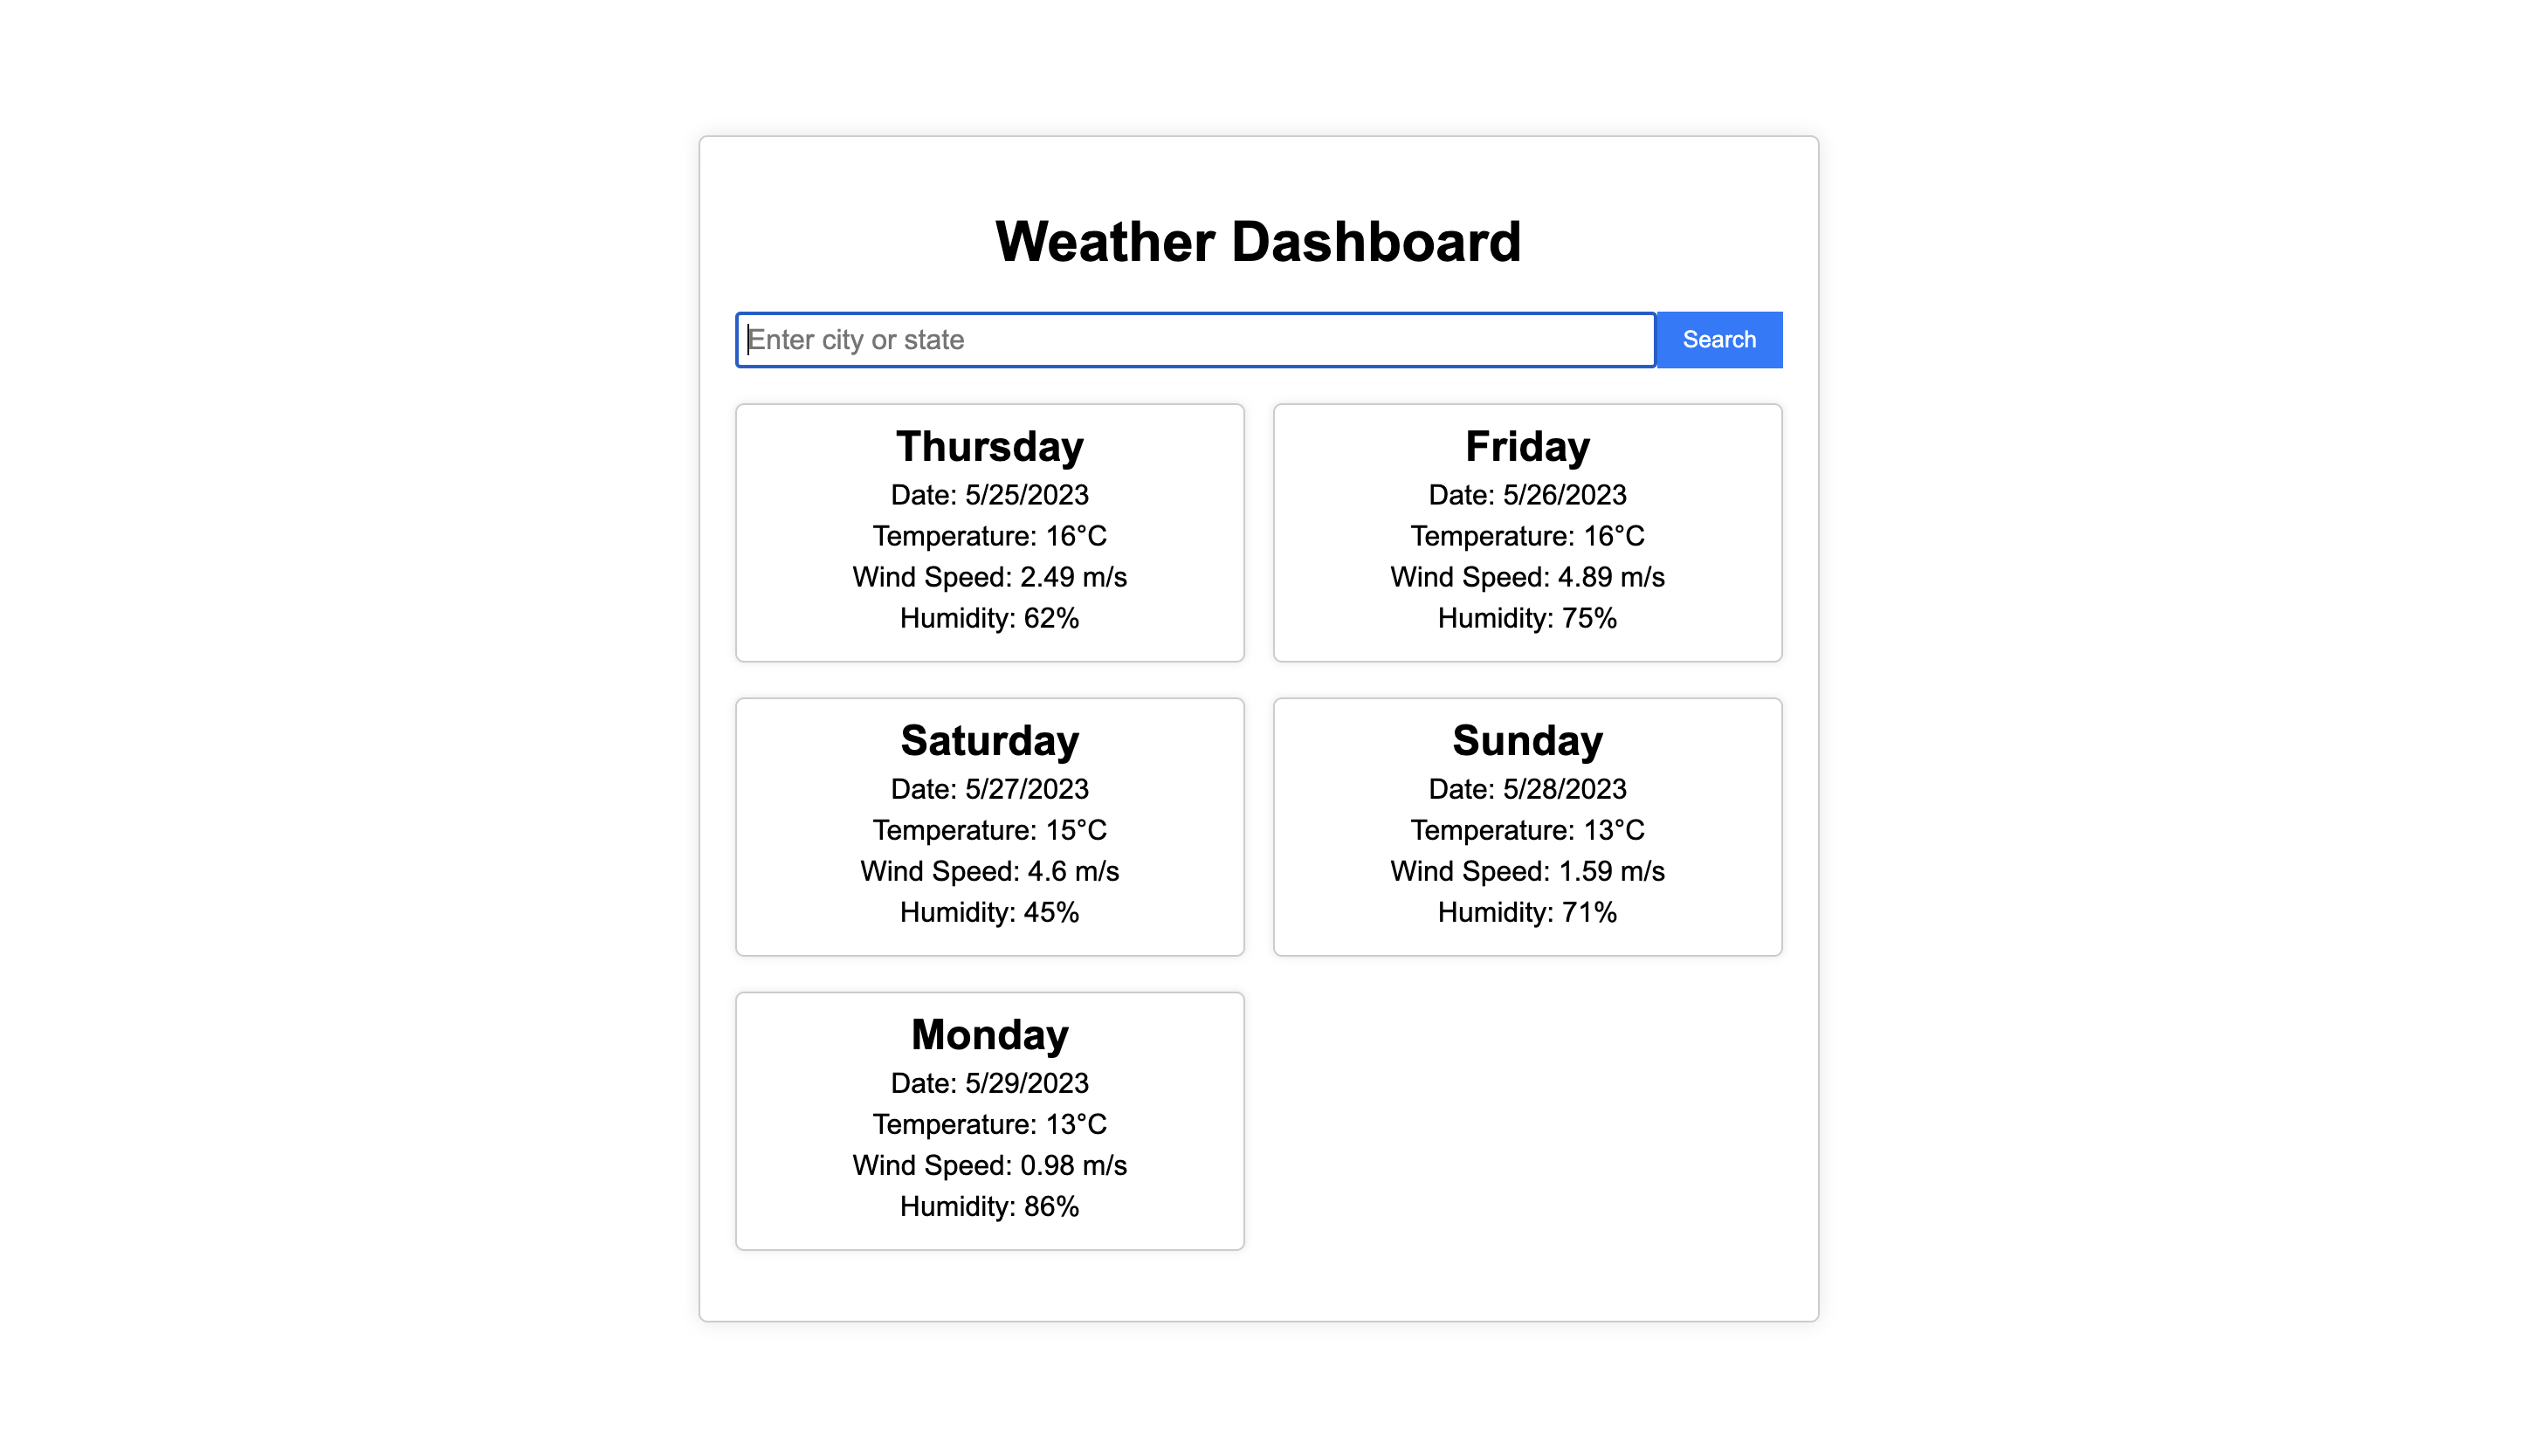 Weather Dashboard
Enter city or state
Search
Thursday
Date: 5/25/2023
Temperature: 16°C
Wind Speed: 2.49 m/s
Humidity: 62%
Friday
Date: 5/26/2023
Temperature: 16°C
Wind Speed: 4.89 m/s
Humidity: 75%
Saturday
Date: 5/27/2023
Temperature: 15°C
Wind Speed: 4.6 m/s
Humidity: 45%
Sunday
Date: 5/28/2023
Temperature: 13°C
Wind Speed: 1.59 m/s
Humidity: 71%
Monday
Date: 5/29/2023
Temperature: 13°C
Wind Speed: 0.98 m/s
Humidity: 86%